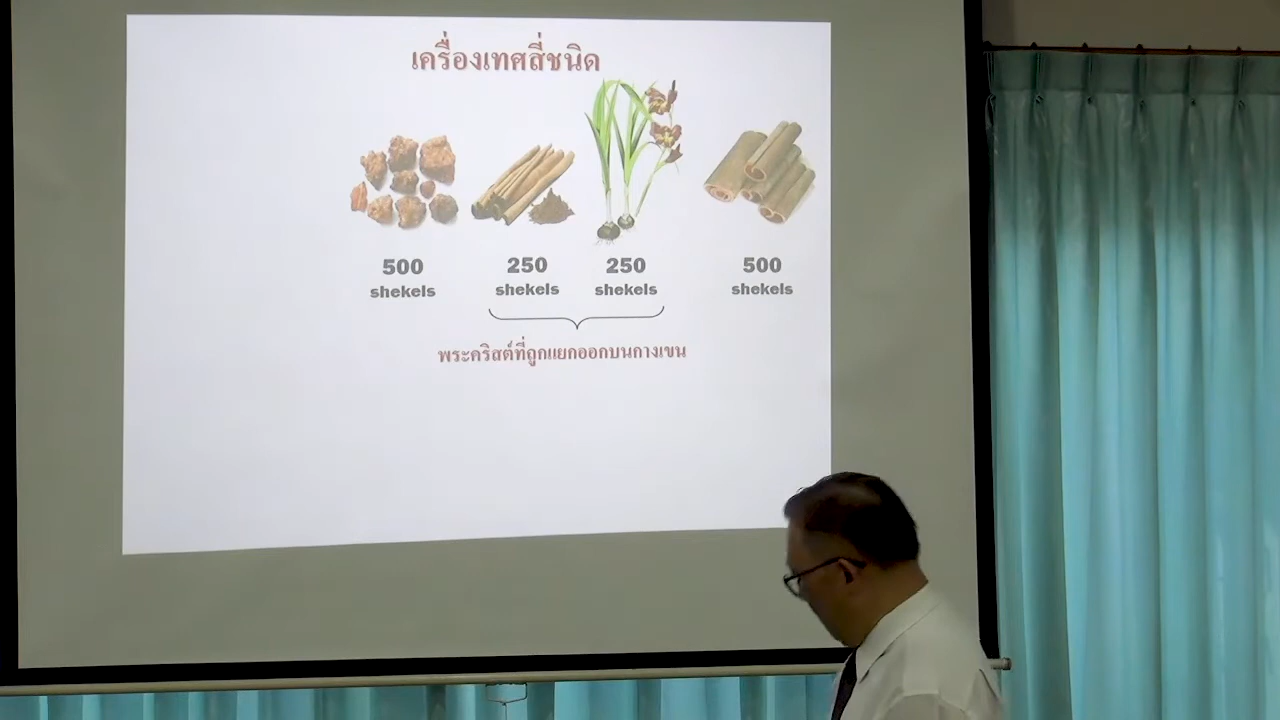 เครื่องเทศสี่ชนิด
500 250 250 500
shekels shekels shekels shekels
พระคริสต์ที่ถูกแยกออกบนกางเขน